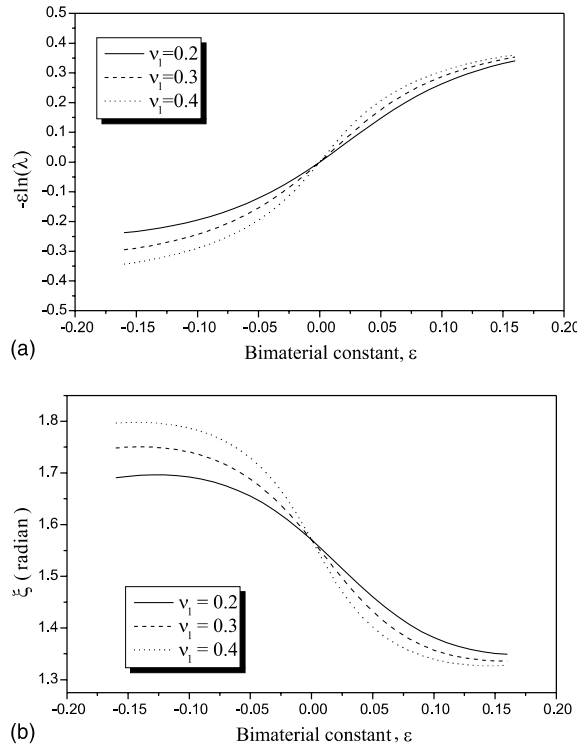 0.5
0.4
0.3
0.2
0.1
0.0
-0.1
-0.2
-0.3
-0.4
0.5
-εln(λ)
ν1=0.2
ν1=0.3
ν1=0.4
-0.20 -0.15 -0.10 -0.05 0.00 0.05 0.10 0.15 0.20
Bimaterial constant, ε
(a)
1.8
1.7
1.6
1.5
1.4
1.3
ξ (radian)
ν1 = 0.2
ν1 = 0.3
ν1 = 0.4
-0.20 -0.15 -0.10 -0.05 0.00 0.05 0.10 0.15 0.20
Bimaterial constant, ε
(b)